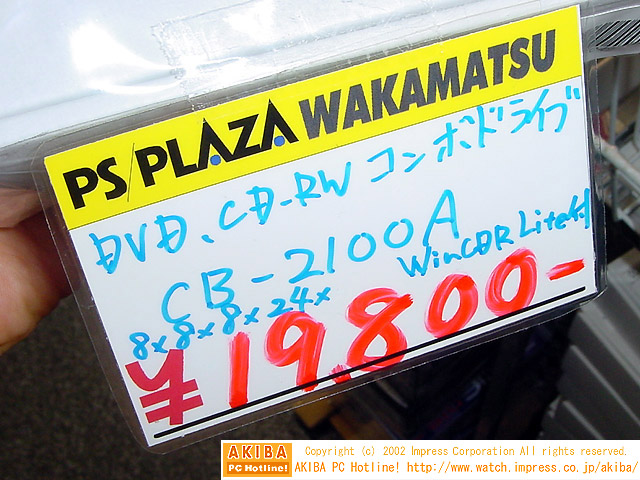 PS/PLAZA WAKAMATSU
DVD、CD-RW コンボドライブ
CB-2100A
WinCDR Lite付
8x8x8x24x
¥19,800-
AKIBA
PC Hotline!
Copyright (c) 2002 Impress Corporation All rights reserved.
AKIBA PC Hotline! http://www.watch.impress.co.jp/akiba/